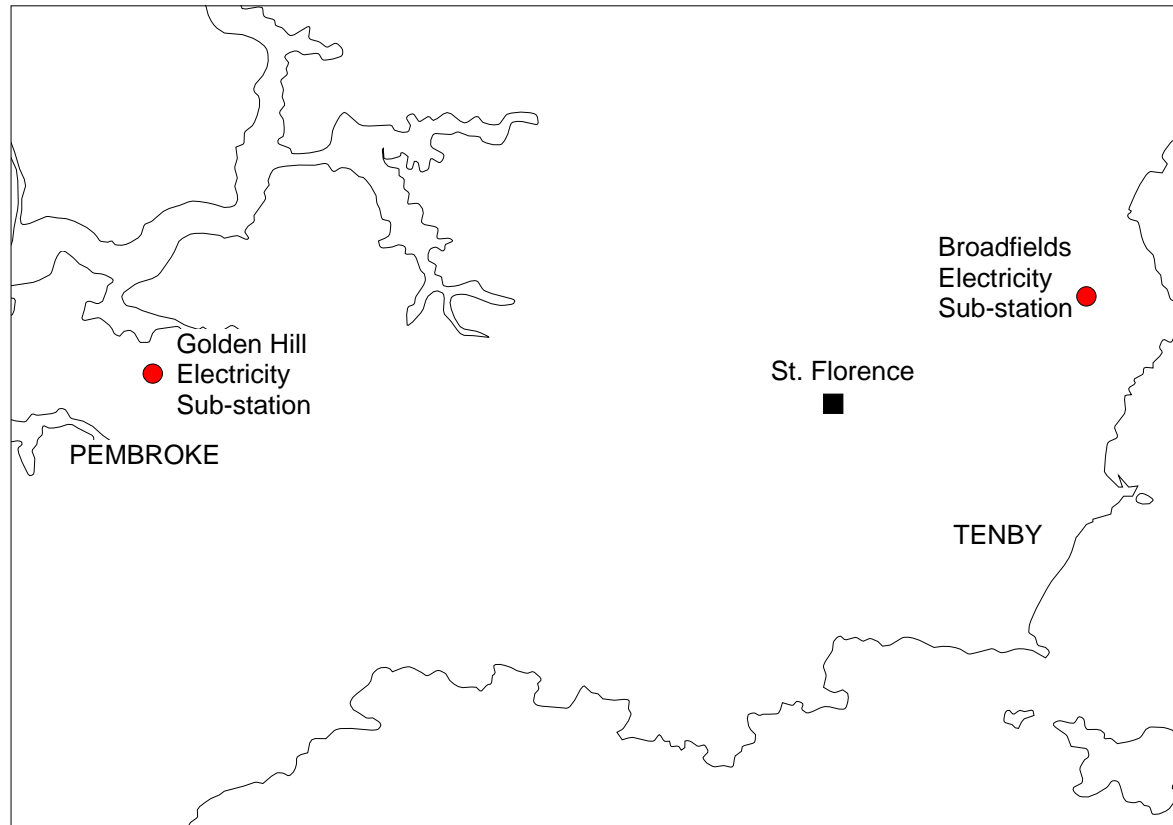 Broadfields
Electricity
Sub-station
Golden Hill
Electricity
Sub-station
St. Florence
PEMBROKE
TENBY